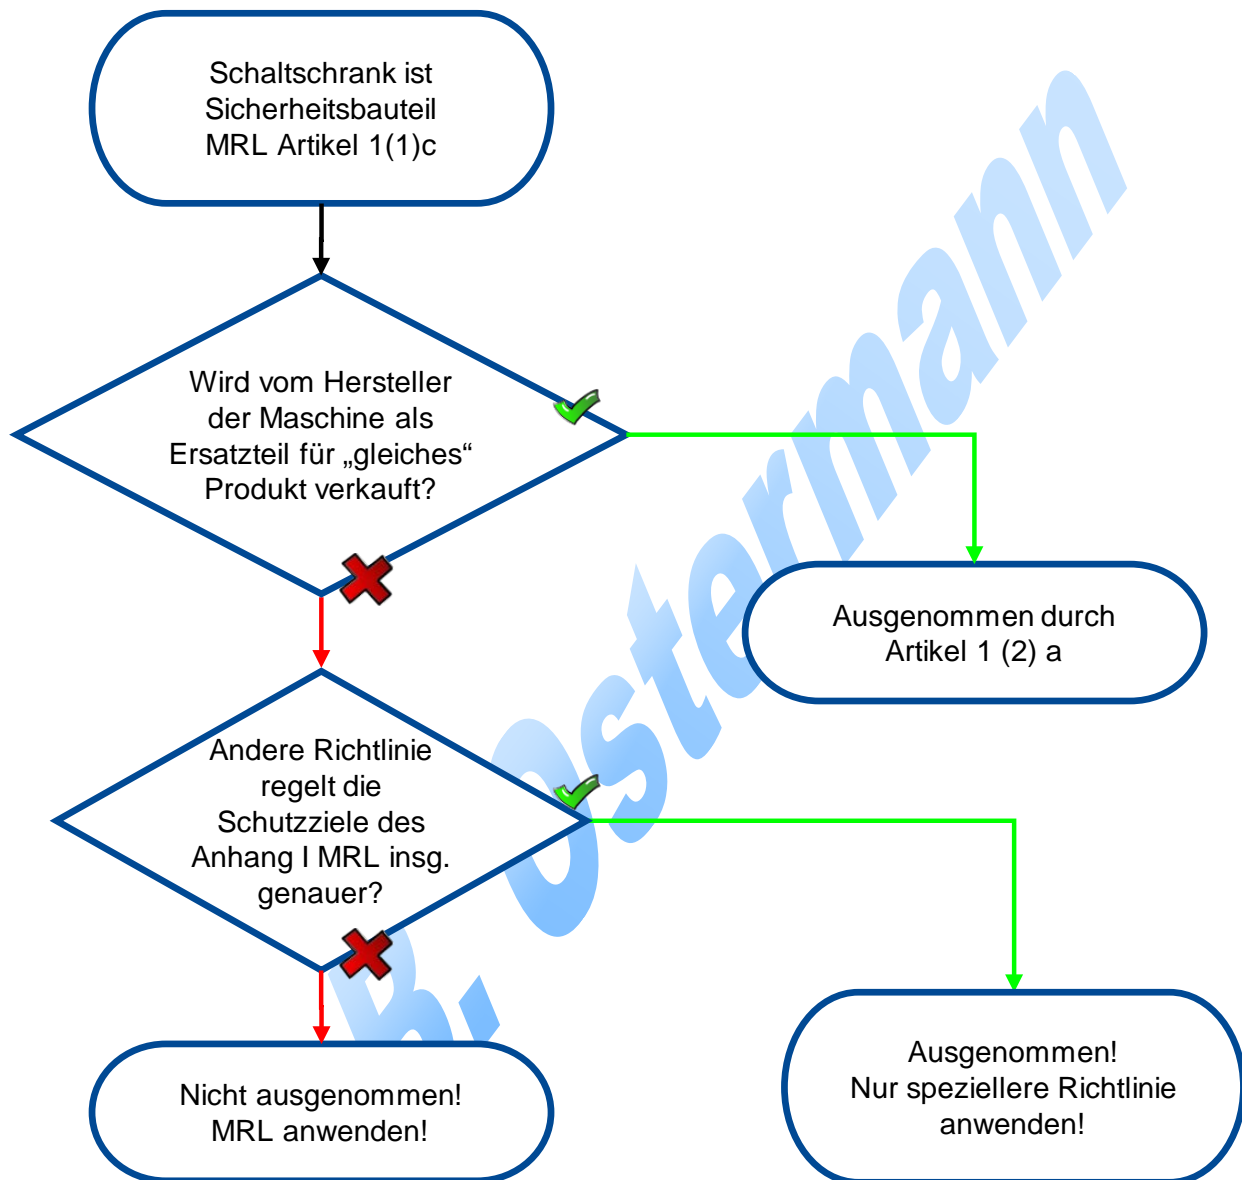 Schaltschrank ist
Sicherheitsbauteil
MRL Artikel 1(1)c
Wird vom Hersteller
der Maschine als
Ersatzteil für „gleiches“
Produkt verkauft?
Ausgenommen durch
Artikel 1 (2) a
Andere Richtlinie
regelt die
Schutzziele des
Anhang I MRL insg.
genauer?
Nicht ausgenommen!
MRL anwenden!
Ausgenommen!
Nur speziellere Richtlinie
anwenden!
B. Ostermann